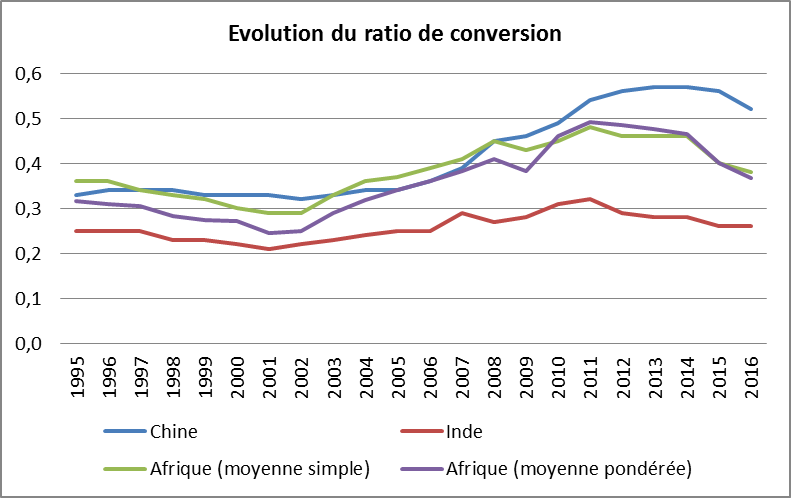 Evolution du ratio de conversion
0,6
0,5
0,4
0,3
0,2
0,1
0,0
1995 1996 1997 1998 1999 2000 2001 2002 2003 2004 2005 2006 2007 2008 2009 2010 2011 2012 2013 2014 2015 2016
Chine Inde
Afrique (moyenne simple) Afrique (moyenne pondérée)